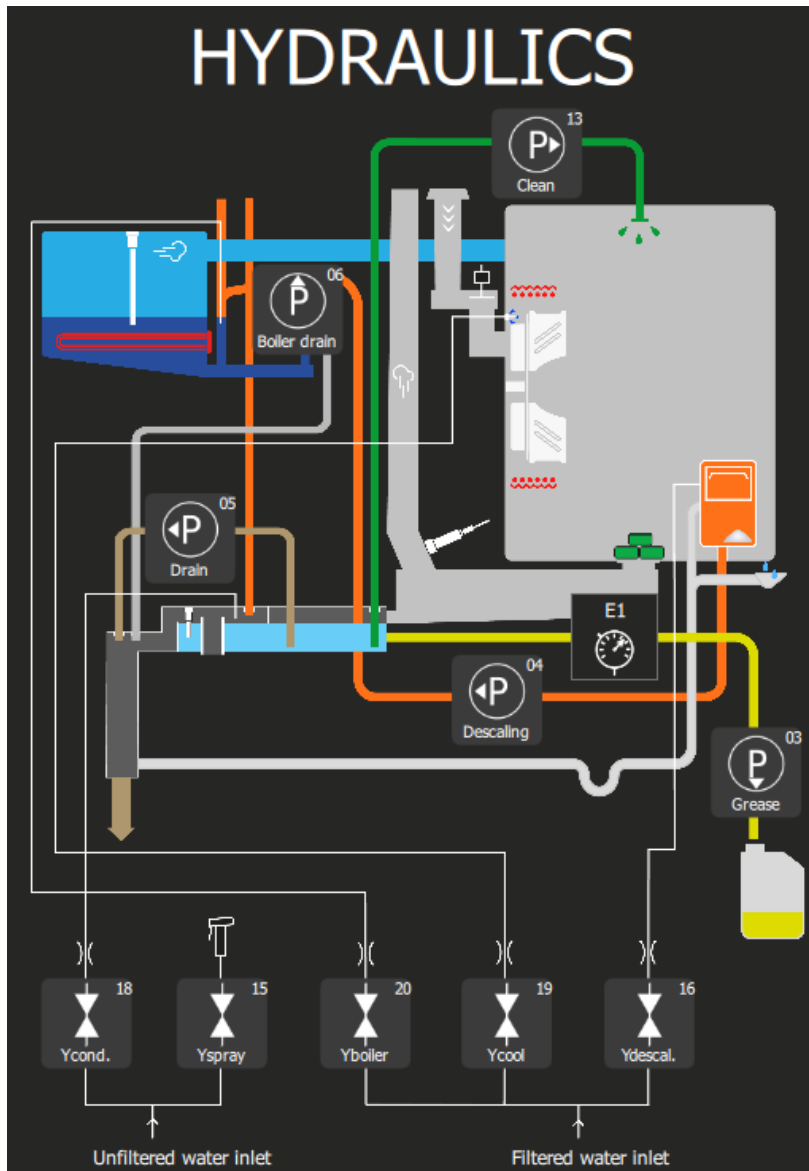 HYDRAULICS
13
P
Clean
06
P
Boiler drain
05
P
Drain
E1
04
P
Descaling
03
P
Grease
18
Ycond.
15
Yspray
20
Yboiler
19
Ycool
16
Ydescal.
Unfiltered water inlet
Filtered water inlet